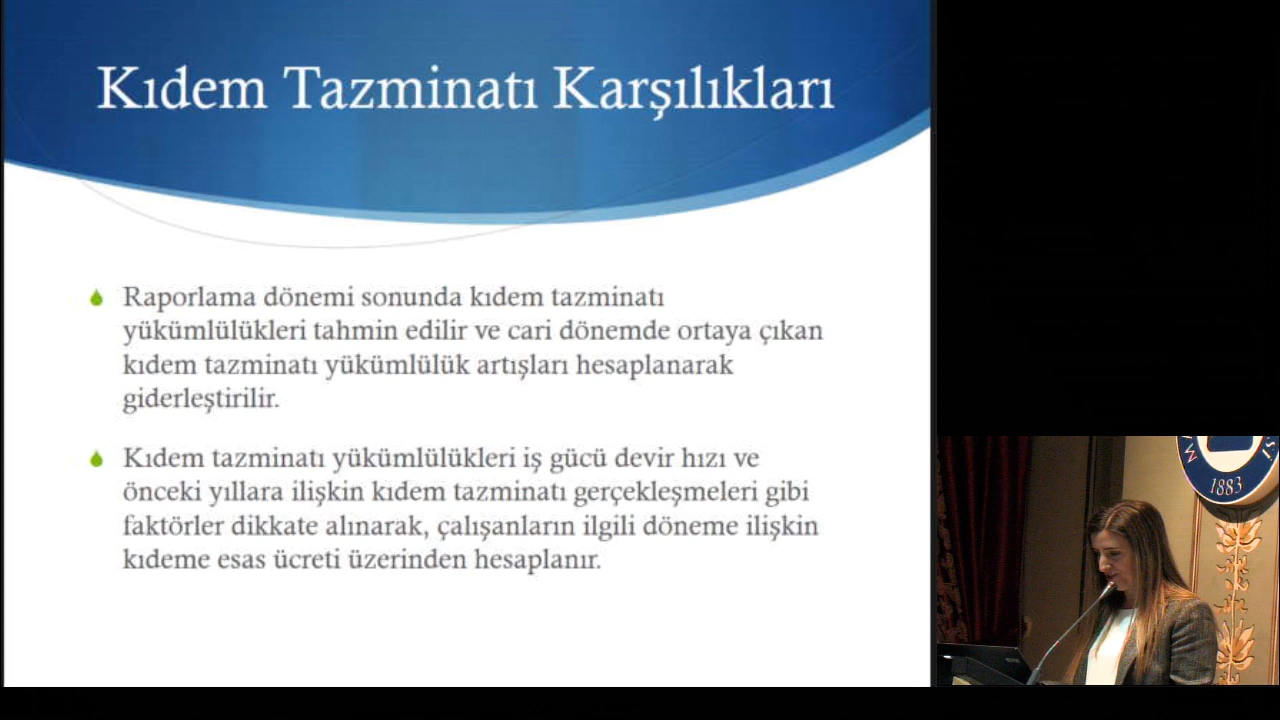 Kıdem Tazminatı Karşılıkları
Raporlama dönemi sonunda kıdem tazminatı
yükümlülükleri tahmin edilir ve cari dönemde ortaya çıkan
kıdem tazminatı yükümlülük artışları hesaplanarak
giderleştirilir.
Kıdem tazminatı yükümlülükleri iş gücü devir hızı ve
önceki yıllara ilişkin kıdem tazminatı gerçekleşmeleri gibi
faktörler dikkate alınarak, çalışanların ilgili döneme ilişkin
kıdeme esas ücreti üzerinden hesaplanır.
1883